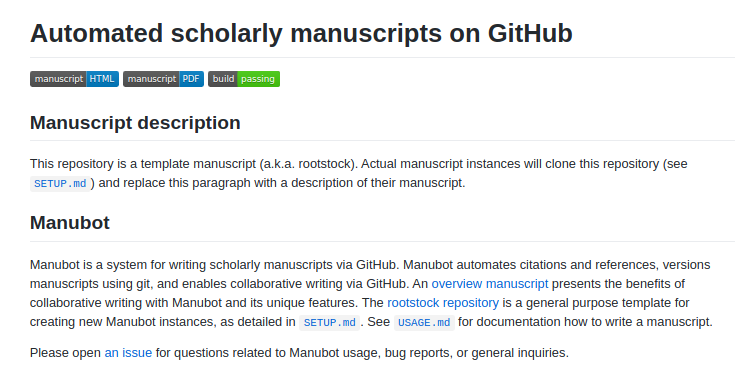 Automated scholarly manuscripts on GitHub
manuscript HTML manuscript PDF build passing
Manuscript description
This repository is a template manuscript (a.k.a. rootstock). Actual manuscript instances will clone this repository (see
SETUP.md ) and replace this paragraph with a description of their manuscript.
Manubot
Manubot is a system for writing scholarly manuscripts via GitHub. Manubot automates citations and references, versions
manuscripts using git, and enables collaborative writing via GitHub. An overview manuscript presents the benefits of
collaborative writing with Manubot and its unique features. The rootstock repository is a general purpose template for
creating new Manubot instances, as detailed in SETUP.md . See USAGE.md for documentation how to write a manuscript.
Please open an issue for questions related to Manubot usage, bug reports, or general inquiries.